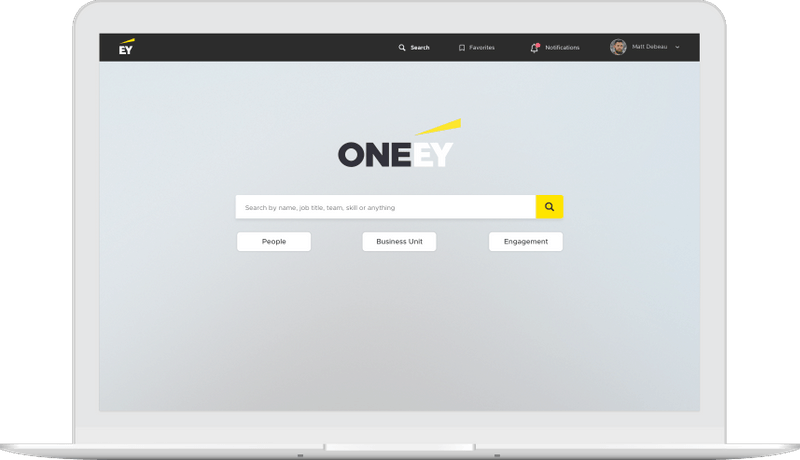 EY
Search
Favorites
Notifications
Matt Debeau
ONEEY
Search by name, job title, team, skill or anything
People
Business Unit
Engagement